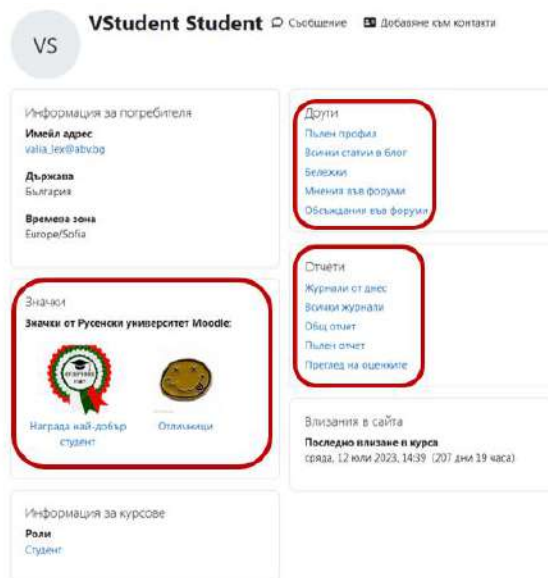 VS
VStudent Student
Съобщение
Добавяне към контакти
Информация за потребителя
Имейл адрес
valia_lex@abv.bg
Държава
България
Времева зона
Europe/Sofia
Значки
Значки от Русенски университет Moodle:
Награда най-добър
студент
Отличници
Информация за курсове
Роли
Студент
Други
Пълен профил
Всички статии в блог
Бележки
Мнения във форуми
Обсъждания във форуми
Отчети
Журнали от днес
Всички журнали
Общ отчет
Пълен отчет
Преглед на оценките
Влизания в сайта
Последно влизане в курса
сряда, 12 юли 2023, 14:39 (207 дни 19 часа)